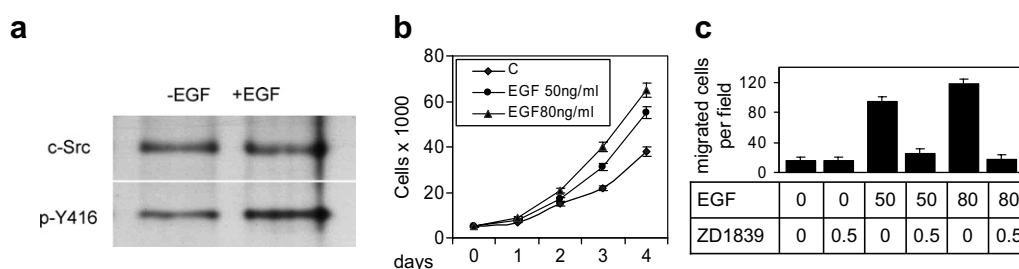 a
-EGF +EGF
c-Src
p-Y416
b
80
60
40
20
0
Cells x 1000
C
EGF 50ng/ml
EGF80ng/ml
days 0 1 2 3 4
c
migrated cells
per field
120
80
40
0
EGF 0 0 50 50 80 80
ZD1839 0 0.5 0 0.5 0 0.5